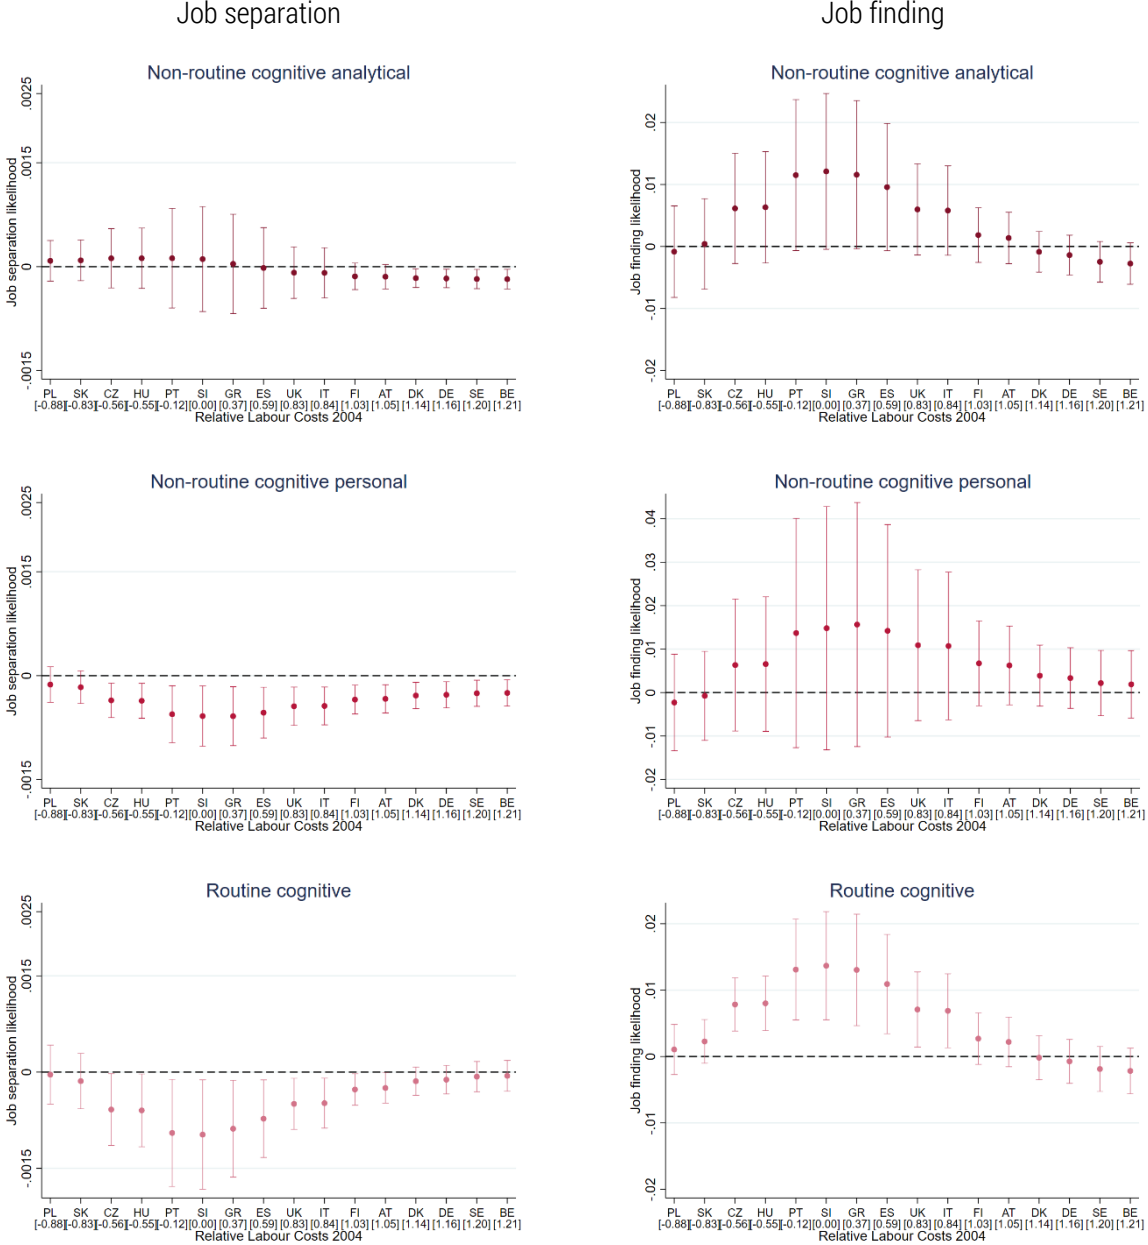 Job separation
Job finding
Non-routine cognitive analytical
Job separation likelihood
.0025
.0015
0
-.0015
PL SK CZ HU PT SI GR ES UK IT FI AT DK DE SE BE
[-0.88] [-0.83] [-0.56] [-0.55] [-0.12] [0.00] [0.37] [0.59] [0.83] [0.84] [1.03] [1.05] [1.14] [1.16] [1.20] [1.21]
Relative Labour Costs 2004
Non-routine cognitive analytical
Job finding likelihood
.02
.01
0
-.01
-.02
PL SK CZ HU PT SI GR ES UK IT FI AT DK DE SE BE
[-0.88] [-0.83] [-0.56] [-0.55] [-0.12] [0.00] [0.37] [0.59] [0.83] [0.84] [1.03] [1.05] [1.14] [1.16] [1.20] [1.21]
Relative Labour Costs 2004
Non-routine cognitive personal
Job separation likelihood
.0025
.0015
0
-.0015
PL SK CZ HU PT SI GR ES UK IT FI AT DK DE SE BE
[-0.88] [-0.83] [-0.56] [-0.55] [-0.12] [0.00] [0.37] [0.59] [0.83] [0.84] [1.03] [1.05] [1.14] [1.16] [1.20] [1.21]
Relative Labour Costs 2004
Non-routine cognitive personal
Job finding likelihood
.04
.03
.02
.01
0
-.01
-.02
PL SK CZ HU PT SI GR ES UK IT FI AT DK DE SE BE
[-0.88] [-0.83] [-0.56] [-0.55] [-0.12] [0.00] [0.37] [0.59] [0.83] [0.84] [1.03] [1.05] [1.14] [1.16] [1.20] [1.21]
Relative Labour Costs 2004
Routine cognitive
Job separation likelihood
.0025
.0015
0
-.0015
PL SK CZ HU PT SI GR ES UK IT FI AT DK DE SE BE
[-0.88] [-0.83] [-0.56] [-0.55] [-0.12] [0.00] [0.37] [0.59] [0.83] [0.84] [1.03] [1.05] [1.14] [1.16] [1.20] [1.21]
Relative Labour Costs 2004
Routine cognitive
Job finding likelihood
.02
.01
0
-.01
-.02
PL SK CZ HU PT SI GR ES UK IT FI AT DK DE SE BE
[-0.88] [-0.83] [-0.56] [-0.55] [-0.12] [0.00] [0.37] [0.59] [0.83] [0.84] [1.03] [1.05] [1.14] [1.16] [1.20] [1.21]
Relative Labour Costs 2004